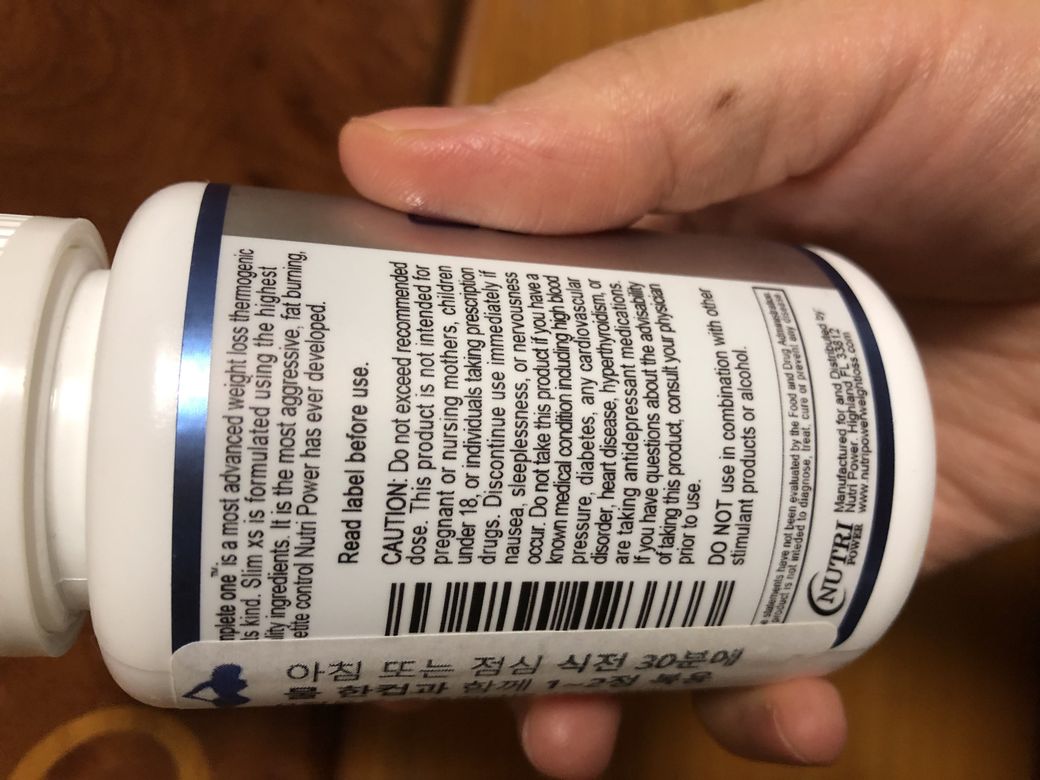 mplete one™ is a most advanced weight loss thermogenic
s kind. Slim xs is formulated using the highest
lity ingredients. It is the most aggressive, fat burning,
etite control Nutri Power has ever developed.
Read label before use.
CAUTION: Do not exceed recommended
dose. This product is not intended for
pregnant or nursing mothers, children
under 18, or individuals taking prescription
drugs. Discontinue use immediately if
nausea, sleeplessness, or nervousness
occur. Do not take this product if you have a
known medical condition including high blood
pressure, diabetes, any cardiovascular
disorder, heart disease, hyperthyroidism, or
are taking antidepressant medications.
If you have questions about the advisability
of taking this product, consult your physician
prior to use.
DO NOT use in combination with other
stimulant products or alcohol.
statements have not been evaluated by the Food and Drug Administration
product is not inteded to diagnose, treat, cure or prevent any disease
NUTRI
POWER
Manufactured for and Distributed by
Nutri Power. Highland FL 33812
www.nutripowerweightloss.com
아침 또는 점심 식전 30분에
한컵과 함께 1~2정 복용